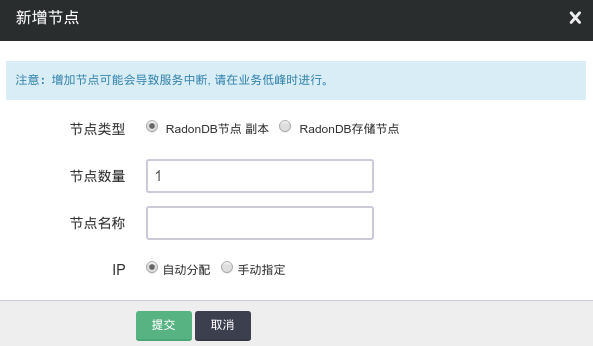 新增节点
注意：增加节点可能会导致服务中断, 请在业务低峰时进行。
节点类型 RadonDB节点 副本 RadonDB存储节点
节点数量 1
节点名称
IP 自动分配 手动指定
提交 取消